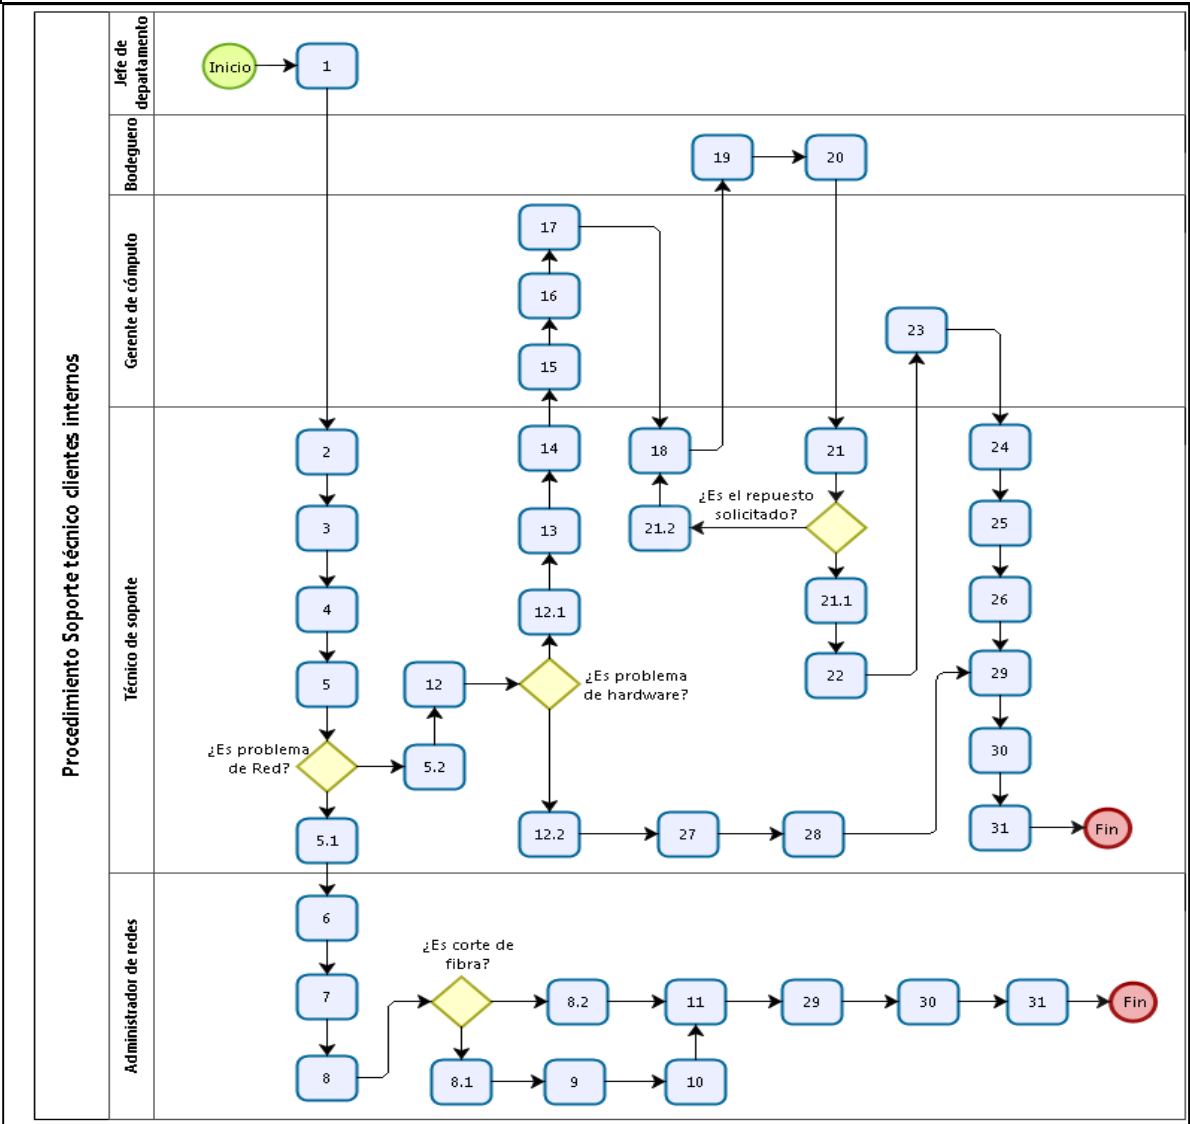 Procedimiento Soporte técnico clientes internos
Jefe de
departamento
Inicio
1
Bodeguero
19
20
Gerente de cómputo
17
16
15
23
Técnico de soporte
2
3
4
5
¿Es problema
de Red?
5.1
5.2
12
¿Es problema
de hardware?
12.1
13
14
12.2
27
28
18
21.2
¿Es el repuesto
solicitado?
21
21.1
22
24
25
26
29
30
31
Fin
Administrador de redes
6
7
8
¿Es corte de
fibra?
8.2
11
29
30
31
Fin
8.1
9
10